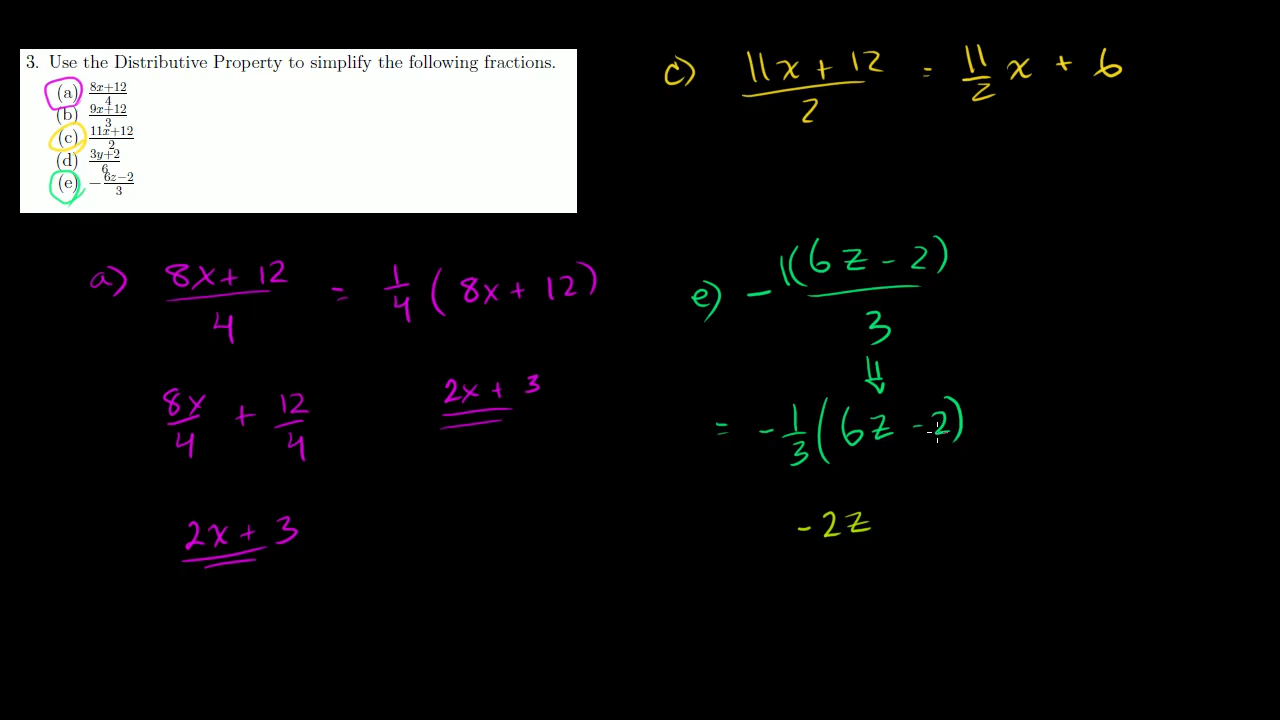 3. Use the Distributive Property to simplify the following fractions.
(a) 8x+12/4
(b) 9x+12/3
(c) 11x+12/2
(d) 3y+2/6
(e) −6z−2/3
c) 11x + 12/2 = 11/2 x + 6
a) 8x + 12/4 = 1/4 (8x + 12)
8x/4 + 12/4
2x + 3
2x + 3
e) -1(6z - 2)/3
= -1/3 (6z - 2)
-2z